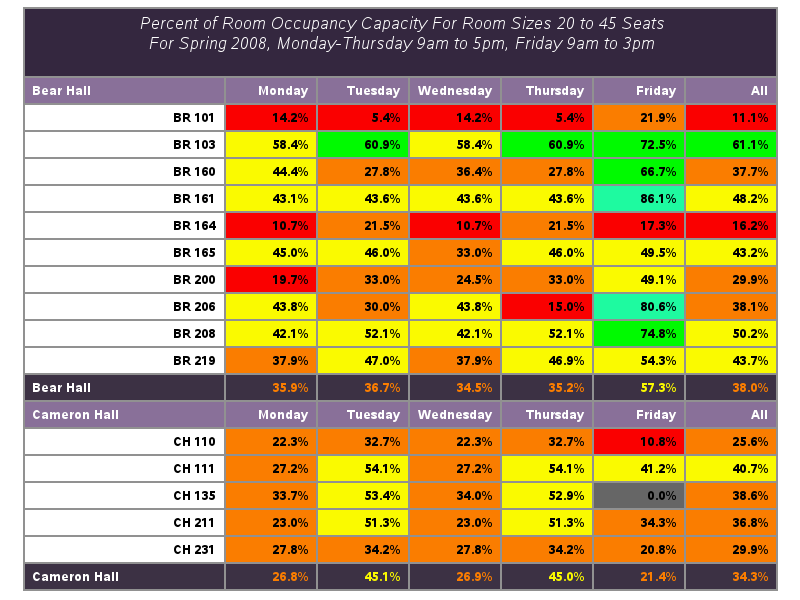 Percent of Room Occupancy Capacity For Room Sizes 20 to 45 Seats
For Spring 2008, Monday-Thursday 9am to 5pm, Friday 9am to 3pm
Bear Hall Monday Tuesday Wednesday Thursday Friday All
BR 101 14.2% 5.4% 14.2% 5.4% 21.9% 11.1%
BR 103 58.4% 60.9% 58.4% 60.9% 72.5% 61.1%
BR 160 44.4% 27.8% 36.4% 27.8% 66.7% 37.7%
BR 161 43.1% 43.6% 43.6% 43.6% 86.1% 48.2%
BR 164 10.7% 21.5% 10.7% 21.5% 17.3% 16.2%
BR 165 45.0% 46.0% 33.0% 46.0% 49.5% 43.2%
BR 200 19.7% 33.0% 24.5% 33.0% 49.1% 29.9%
BR 206 43.8% 30.0% 43.8% 15.0% 80.6% 38.1%
BR 208 42.1% 52.1% 42.1% 52.1% 74.8% 50.2%
BR 219 37.9% 47.0% 37.9% 46.9% 54.3% 43.7%
Bear Hall 35.9% 36.7% 34.5% 35.2% 57.3% 38.0%
Cameron Hall Monday Tuesday Wednesday Thursday Friday All
CH 110 22.3% 32.7% 22.3% 32.7% 10.8% 25.6%
CH 111 27.2% 54.1% 27.2% 54.1% 41.2% 40.7%
CH 135 33.7% 53.4% 34.0% 52.9% 0.0% 38.6%
CH 211 23.0% 51.3% 23.0% 51.3% 34.3% 36.8%
CH 231 27.8% 34.2% 27.8% 34.2% 20.8% 29.9%
Cameron Hall 26.8% 45.1% 26.9% 45.0% 21.4% 34.3%